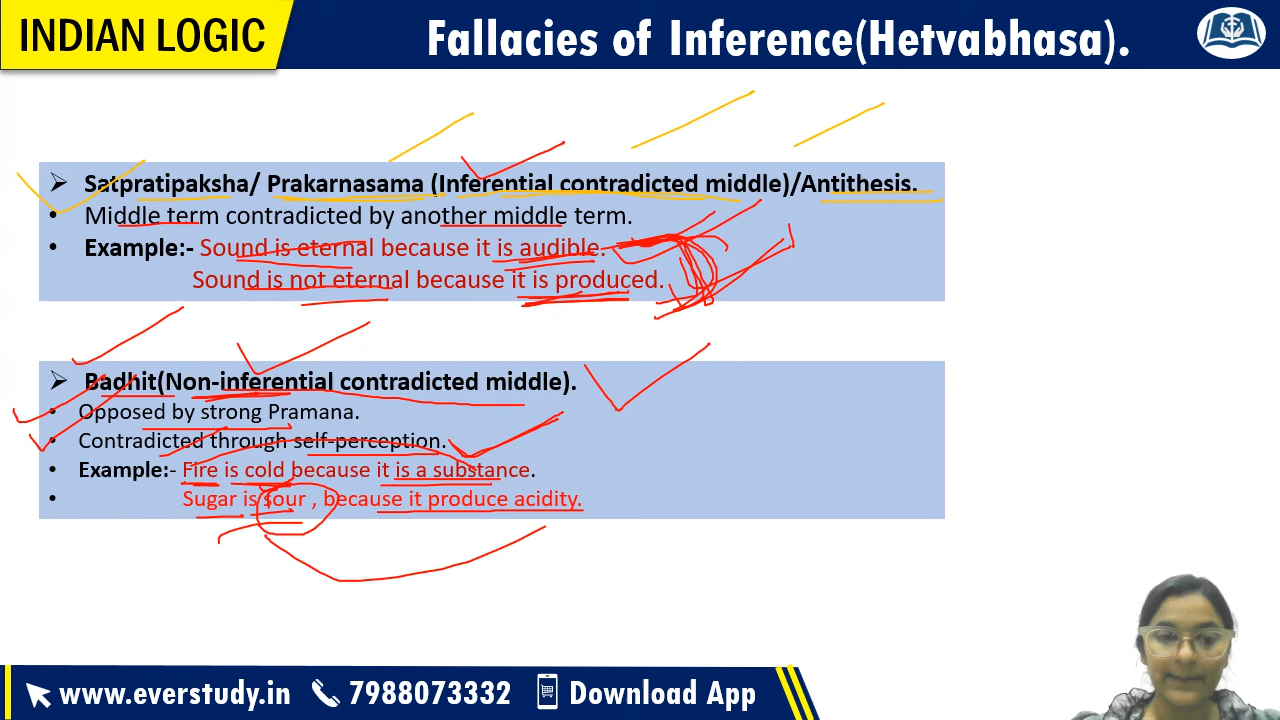 INDIAN LOGIC
Fallacies of Inference(Hetvabhasa).
➢ Satpratipaksha/ Prakarnasama (Inferential contradicted middle)/Antithesis.
• Middle term contradicted by another middle term.
• Example:- Sound is eternal because it is audible.
Sound is not eternal because it is produced.
➢ Badhit(Non-inferential contradicted middle).
• Opposed by strong Pramana.
• Contradicted through self-perception.
• Example:- Fire is cold because it is a substance.
• Sugar is sour , because it produce acidity.
www.everstudy.in 7988073332 Download App